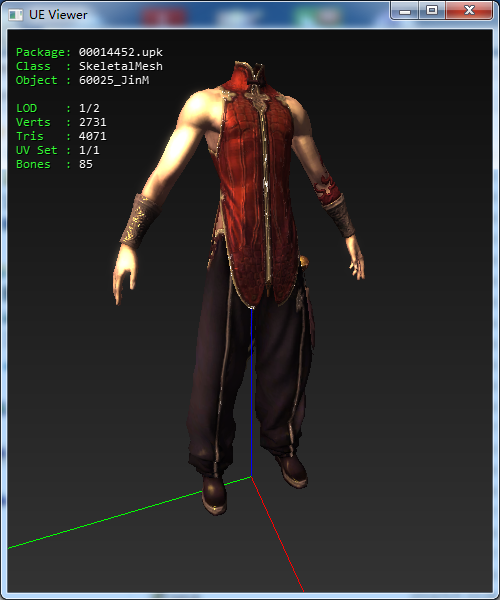 UE Viewer
Package: 00014452.upk
Class : SkeletalMesh
Object : 60025_JinM
LOD : 1/2
Verts : 2731
Tris : 4071
UV Set : 1/1
Bones : 85